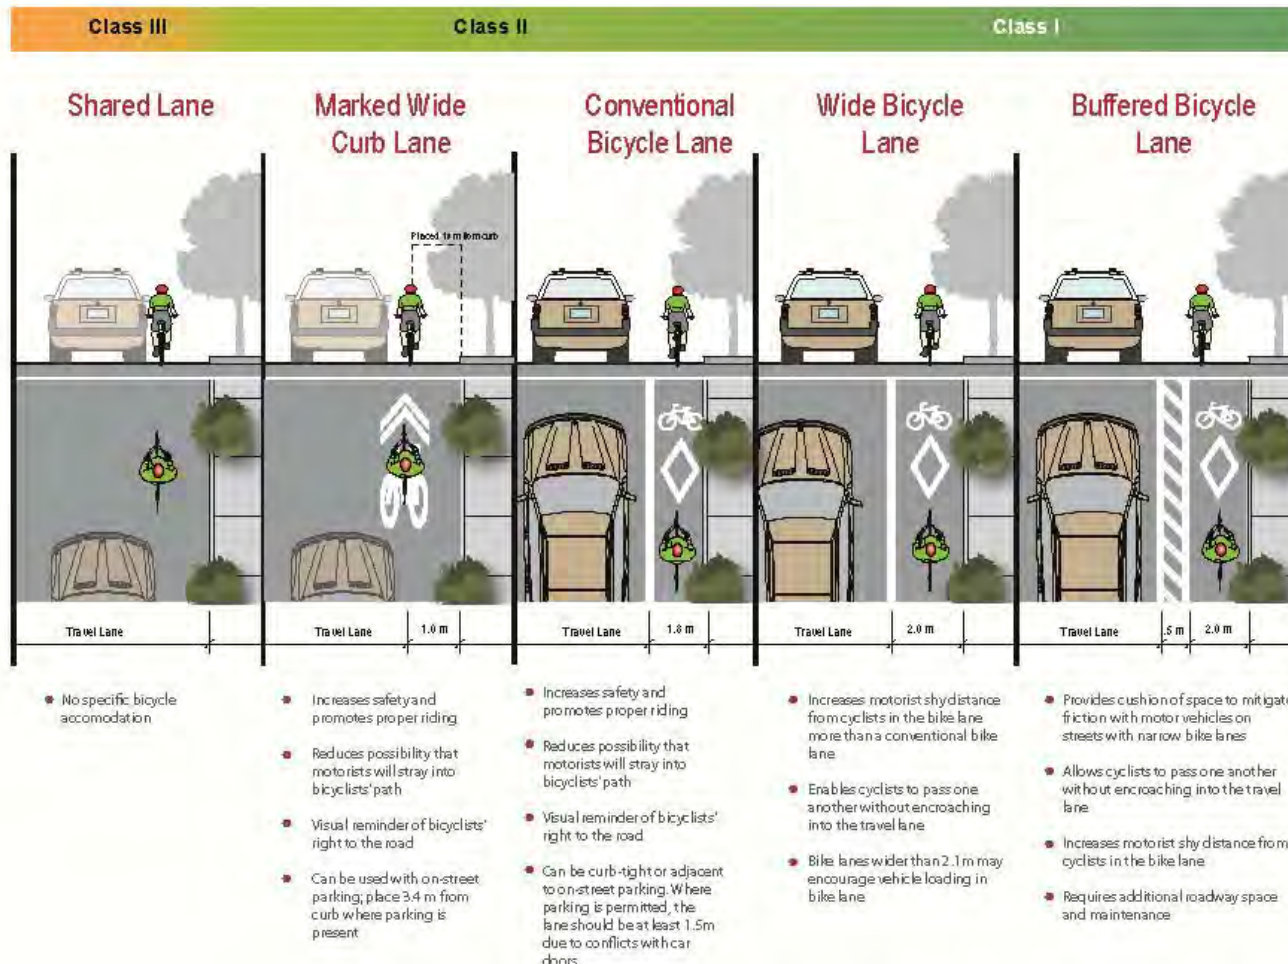 Class III
Class II
Class I
Shared Lane
Marked Wide
Curb Lane
Conventional
Bicycle Lane
Wide Bicycle
Lane
Buffered Bicycle
Lane
Placed 1m from curb
Travel Lane
Travel Lane
1.0 m
Travel Lane
1.8 m
Travel Lane
2.0 m
Travel Lane
.5 m
2.0 m
No specific bicycle
accomodation
Increases safety and
promotes proper riding
Reduces possibility that
motorists will stray into
bicyclists' path
Visual reminder of bicyclists'
right to the road
Can be used with on-street
parking; place 3.4 m from
curb where parking is
present
Increases safety and
promotes proper riding
Reduces possibility that
motorists will stray into
bicyclists' path
Visual reminder of bicyclists'
right to the road
Can be curb-tight or adjacent
to on-street parking. Where
parking is permitted, the
lane should be at least 1.5m
due to conflicts with car
doors
Increases motorist shy distance
from cyclists in the bike lane
more than a conventional bike
lane
Enables cyclists to pass one
another without encroaching
into the travel lane
Bike lanes wider than 2.1m may
encourage vehicle loading in
bike lane
Provides cushion of space to mitigate
friction with motor vehicles on
streets with narrow bike lanes
Allows cyclists to pass one another
without encroaching into the travel
lane
Increases motorist shy distance from
cyclists in the bike lane
Requires additional roadway space
and maintenance